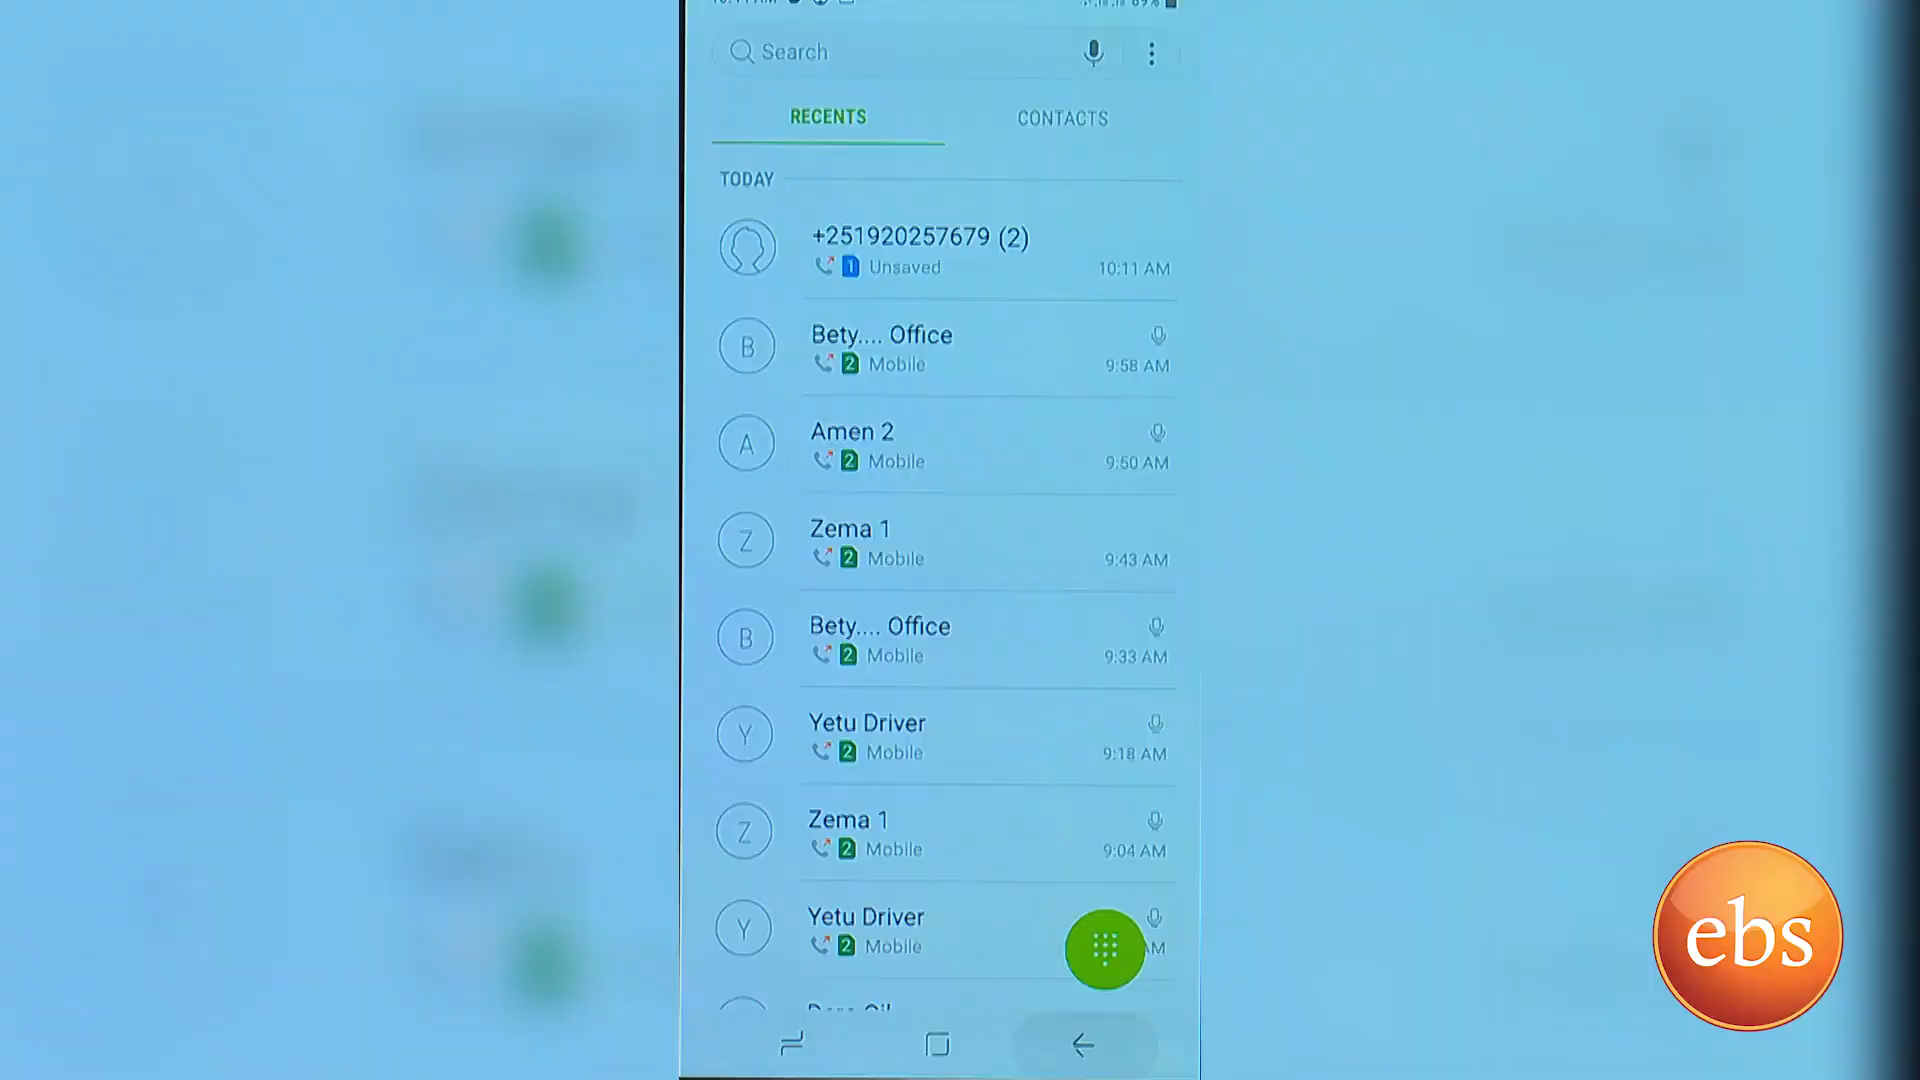 Search
RECENTS
CONTACTS
TODAY
+251920257679 (2)
1 Unsaved
10:11 AM
Bety.... Office
2 Mobile
9:58 AM
Amen 2
2 Mobile
9:50 AM
Zema 1
2 Mobile
9:43 AM
Bety.... Office
2 Mobile
9:33 AM
Yetu Driver
2 Mobile
9:18 AM
Zema 1
2 Mobile
9:04 AM
Yetu Driver
2 Mobile
AM
ebs